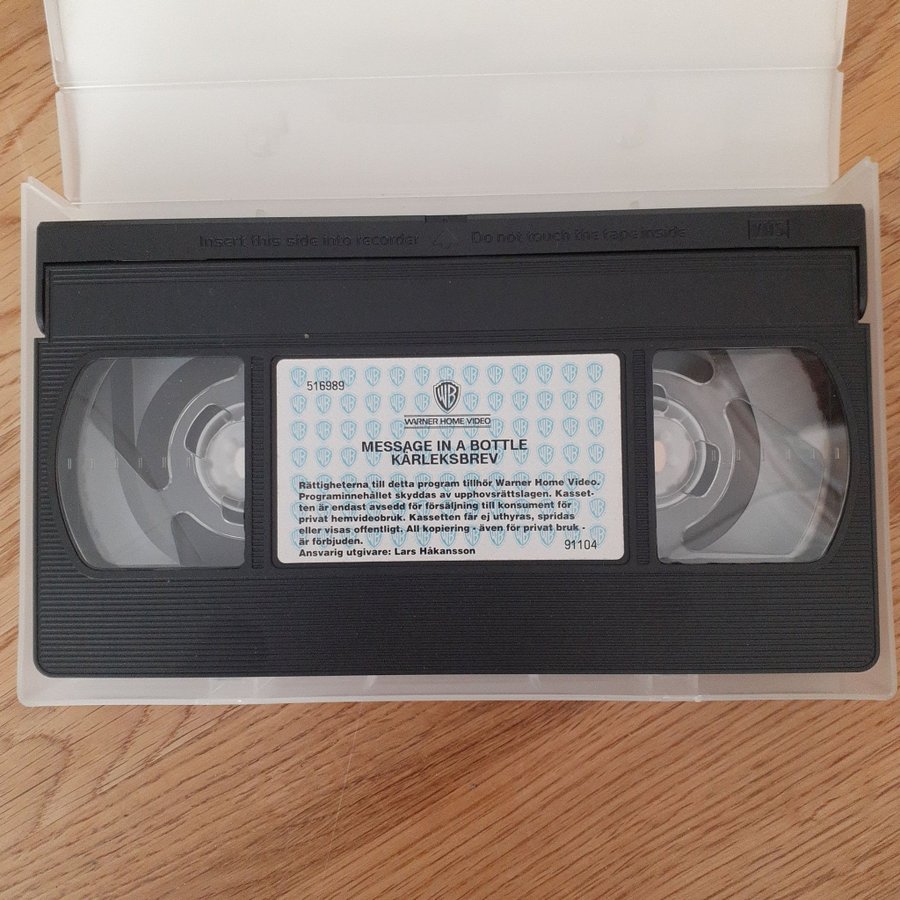 Insert this side into recorder Do not touch the tape inside VHS
516989
WB
WARNER HOME VIDEO
MESSAGE IN A BOTTLE
KÄRLEKSBREV
Rättigheterna till detta program tillhör Warner Home Video.
Programinnehållet skyddas av upphovsrättslagen. Kasset-
ten är endast avsedd för försäljning till konsument för
privat hemvideobruk. Kassetten får ej uthyras, spridas
eller visas offentligt. All kopiering - även för privat bruk -
är förbjuden.
Ansvarig utgivare: Lars Håkansson
91104